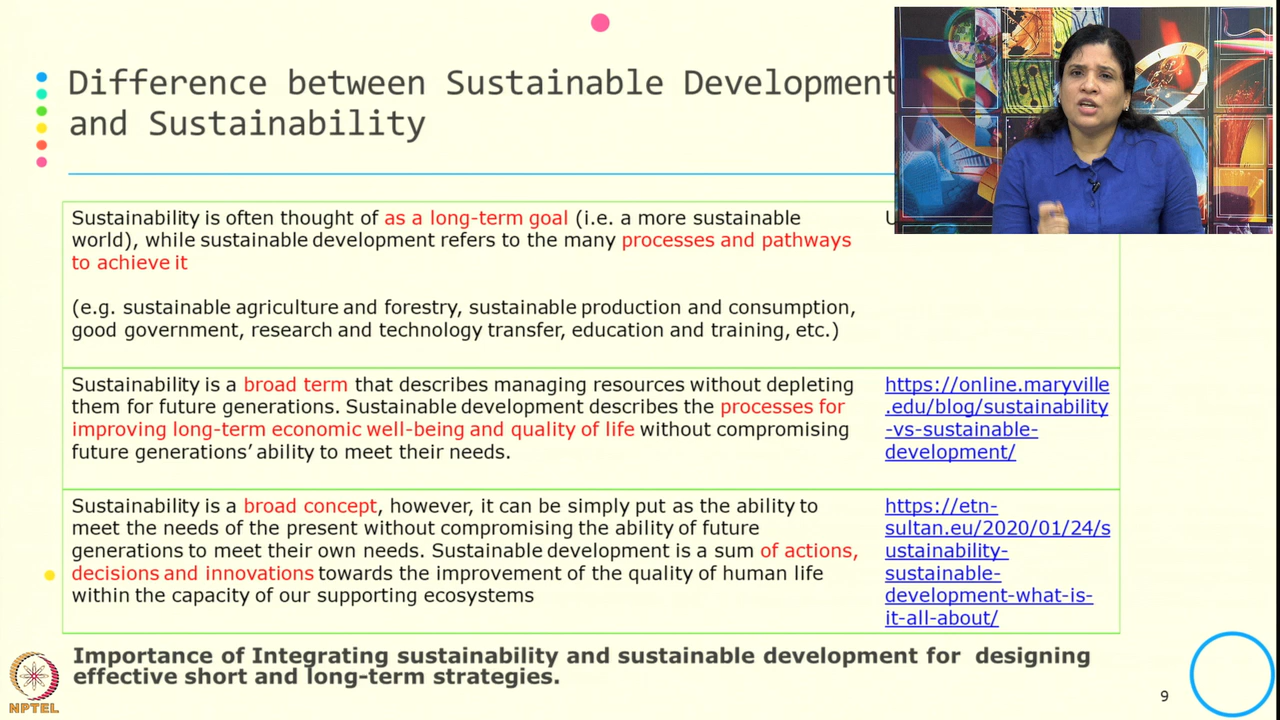 Difference between Sustainable Development
and Sustainability
Sustainability is often thought of as a long-term goal (i.e. a more sustainable
world), while sustainable development refers to the many processes and pathways
to achieve it
(e.g. sustainable agriculture and forestry, sustainable production and consumption,
good government, research and technology transfer, education and training, etc.)
Sustainability is a broad term that describes managing resources without depleting
them for future generations. Sustainable development describes the processes for
improving long-term economic well-being and quality of life without compromising
future generations’ ability to meet their needs.
https://online.maryville
.edu/blog/sustainability
-vs-sustainable-
development/
Sustainability is a broad concept, however, it can be simply put as the ability to
meet the needs of the present without compromising the ability of future
generations to meet their own needs. Sustainable development is a sum of actions,
decisions and innovations towards the improvement of the quality of human life
within the capacity of our supporting ecosystems
https://etn-
sultan.eu/2020/01/24/s
ustainability-
sustainable-
development-what-is-
it-all-about/
Importance of Integrating sustainability and sustainable development for designing
effective short and long-term strategies.
9
NPTEL